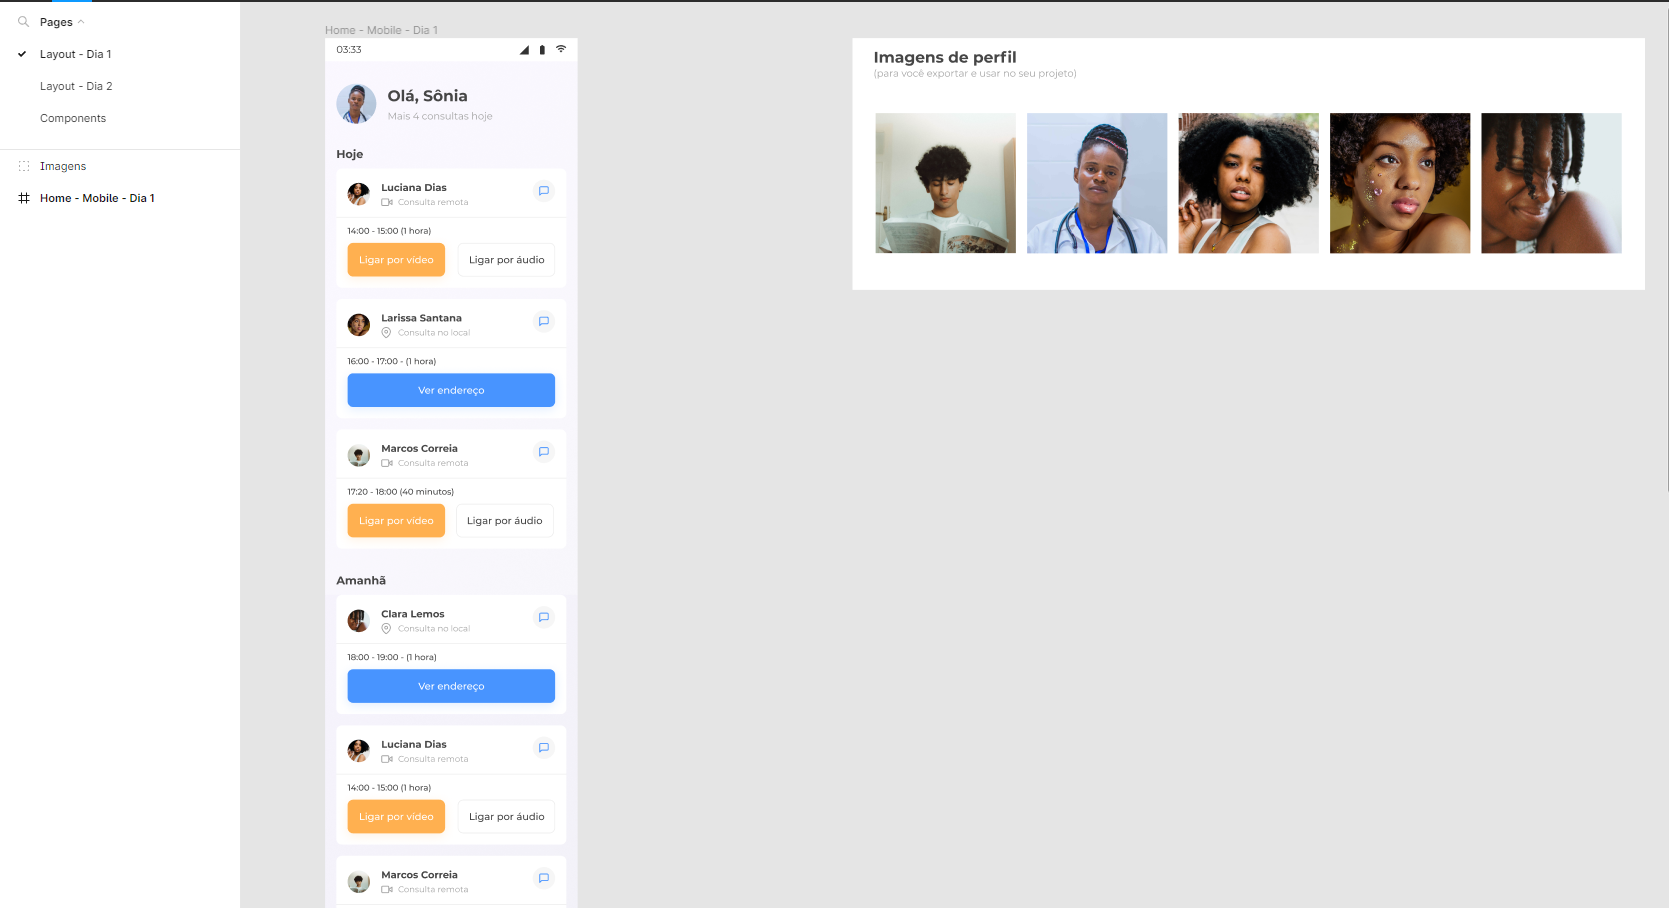 Pages
Layout - Dia 1
Layout - Dia 2
Components
Imagens
Home - Mobile - Dia 1
Home - Mobile - Dia 1
03:33
Olá, Sônia
Mais 4 consultas hoje
Hoje
Luciana Dias
Consulta remota
14:00 - 15:00 (1 hora)
Ligar por vídeo
Ligar por áudio
Larissa Santana
Consulta no local
16:00 - 17:00 - (1 hora)
Ver endereço
Marcos Correia
Consulta remota
17:20 - 18:00 (40 minutos)
Ligar por vídeo
Ligar por áudio
Amanhã
Clara Lemos
Consulta no local
18:00 - 19:00 - (1 hora)
Ver endereço
Luciana Dias
Consulta remota
14:00 - 15:00 (1 hora)
Ligar por vídeo
Ligar por áudio
Marcos Correia
Consulta remota
Imagens de perfil
(para você exportar e usar no seu projeto)